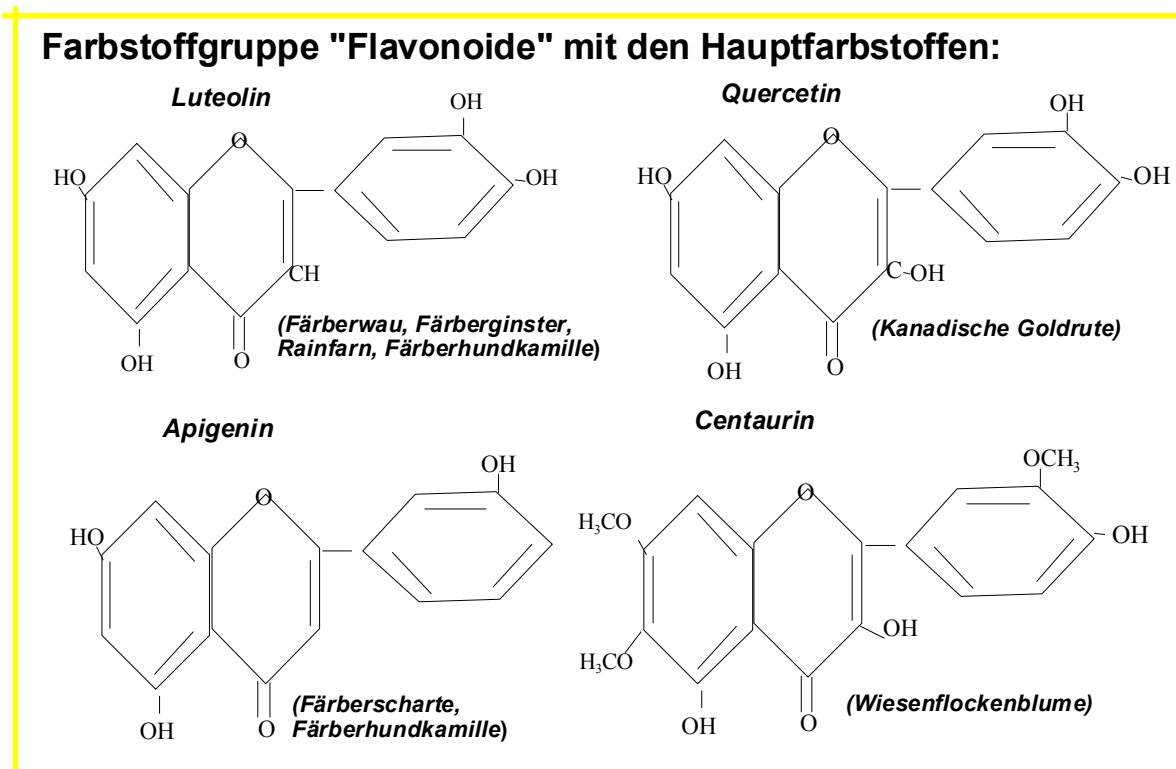 Farbstoffgruppe "Flavonoide" mit den Hauptfarbstoffen:
Luteolin
OH
O
HO
OH
CH
(Färberwau, Färberginster,
Rainfarn, Färberhundkamille)
OH
O
Quercetin
OH
O
HO
OH
C OH
(Kanadische Goldrute)
OH
O
Apigenin
OH
O
HO
(Färberscharte,
Färberhundkamille)
OH
O
Centaurin
OCH₃
O
H₃CO
OH
OH
H₃CO
(Wiesenflockenblume)
OH
O